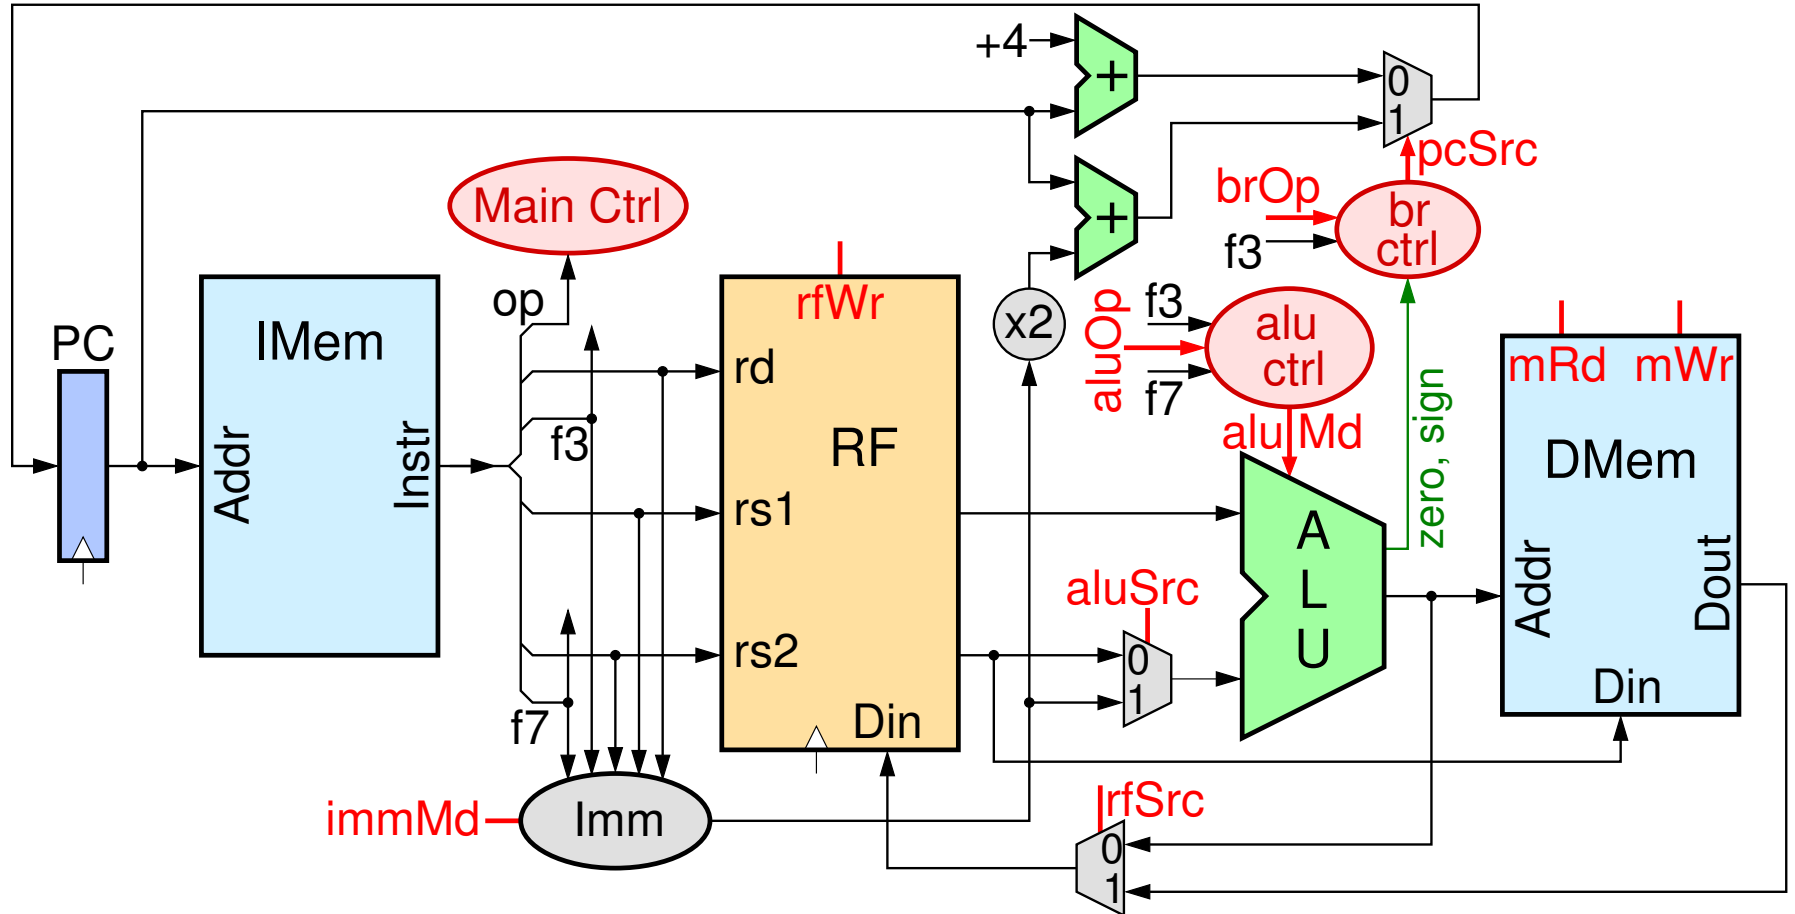 +4
+
0
1
pcSrc
Main Ctrl
+
brOp
br
ctrl
f3
op
rfWr
x2
aluOp
f3
alu
ctrl
f7
PC
IMem
mRd
mWr
rd
f3
RF
aluMd
zero, sign
DMem
Addr
Instr
rs1
A
L
U
aluSrc
Addr
Dout
rs2
0
1
f7
Din
Din
immMd
Imm
rfSrc
0
1